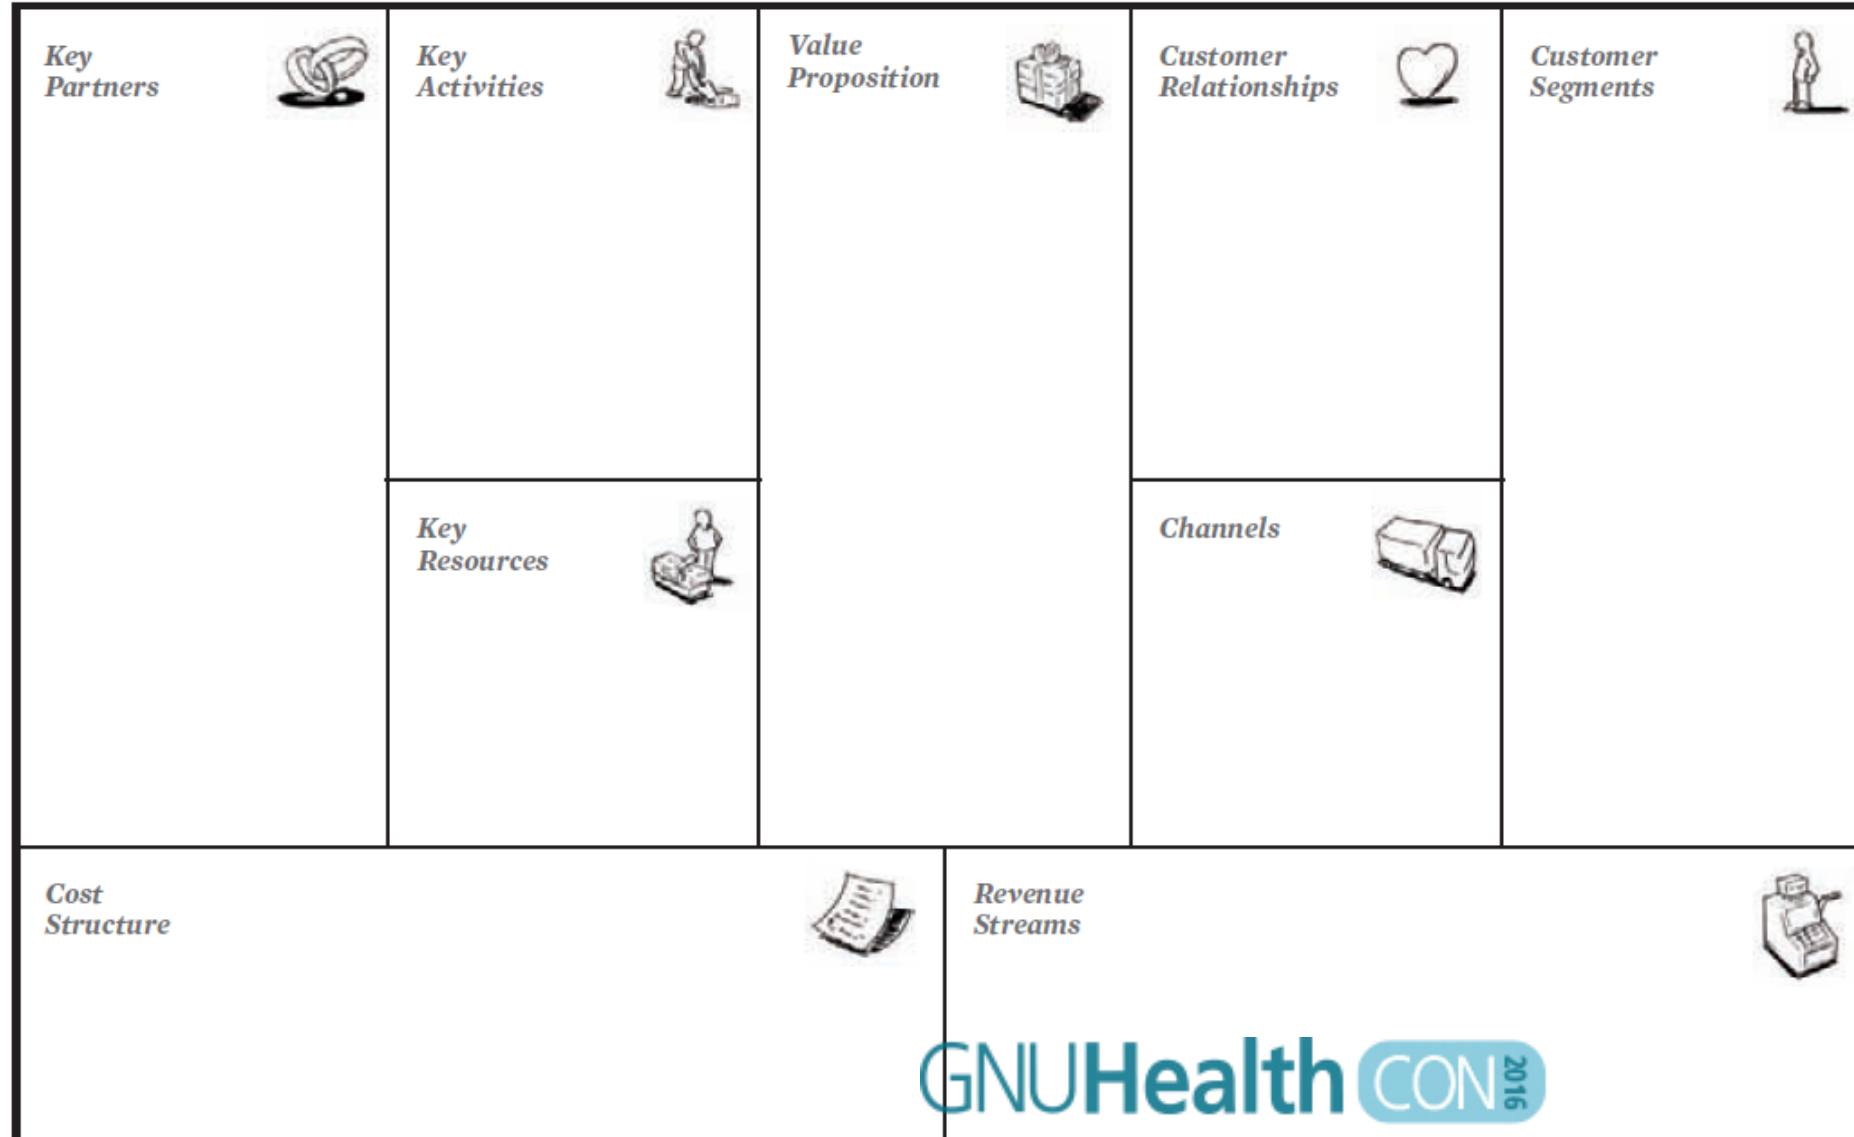 Key
Partners
Key
Activities
Value
Proposition
Customer
Relationships
Customer
Segments
Key
Resources
Channels
Cost
Structure
Revenue
Streams
GNUHealth CON 2016